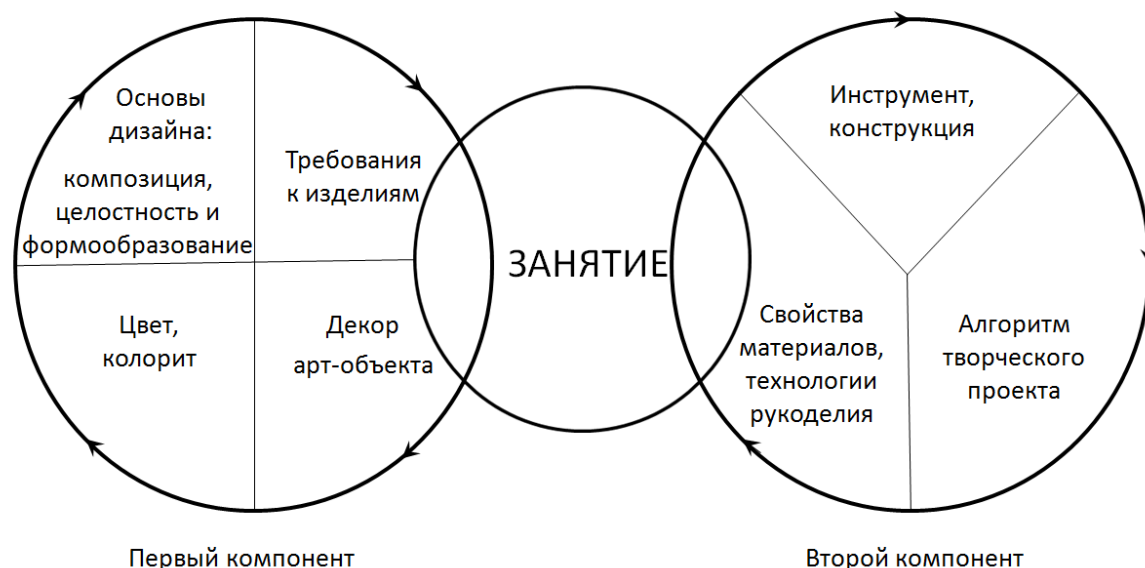 Основы
дизайна:
композиция,
целостность и
формообразование
Требования
к изделиям
Цвет,
колорит
Декор
арт-объекта
ЗАНЯТИЕ
Инструмент,
конструкция
Свойства
материалов,
технологии
рукоделия
Алгоритм
творческого
проекта
Первый компонент
Второй компонент